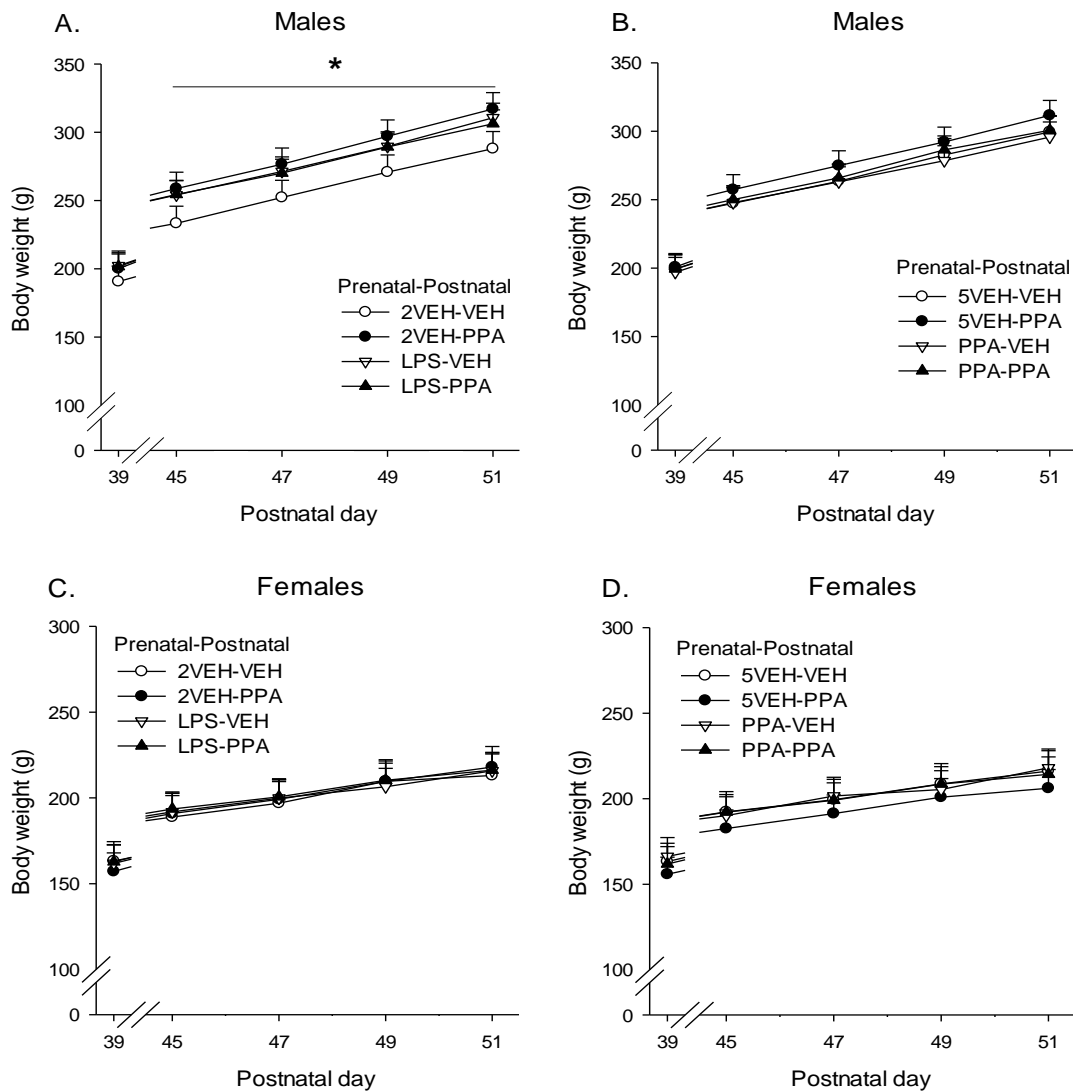 A.
Males
350
300
250
200
150
100
0
Body weight (g)
*
Prenatal-Postnatal
2VEH-VEH
2VEH-PPA
LPS-VEH
LPS-PPA
39 45 47 49 51
Postnatal day
B.
Males
350
300
250
200
150
100
0
Body weight (g)
Prenatal-Postnatal
5VEH-VEH
5VEH-PPA
PPA-VEH
PPA-PPA
39 45 47 49 51
Postnatal day
C.
Females
300
250
200
150
100
0
Body weight (g)
Prenatal-Postnatal
2VEH-VEH
2VEH-PPA
LPS-VEH
LPS-PPA
39 45 47 49 51
Postnatal day
D.
Females
300
250
200
150
100
0
Body weight (g)
Prenatal-Postnatal
5VEH-VEH
5VEH-PPA
PPA-VEH
PPA-PPA
39 45 47 49 51
Postnatal day